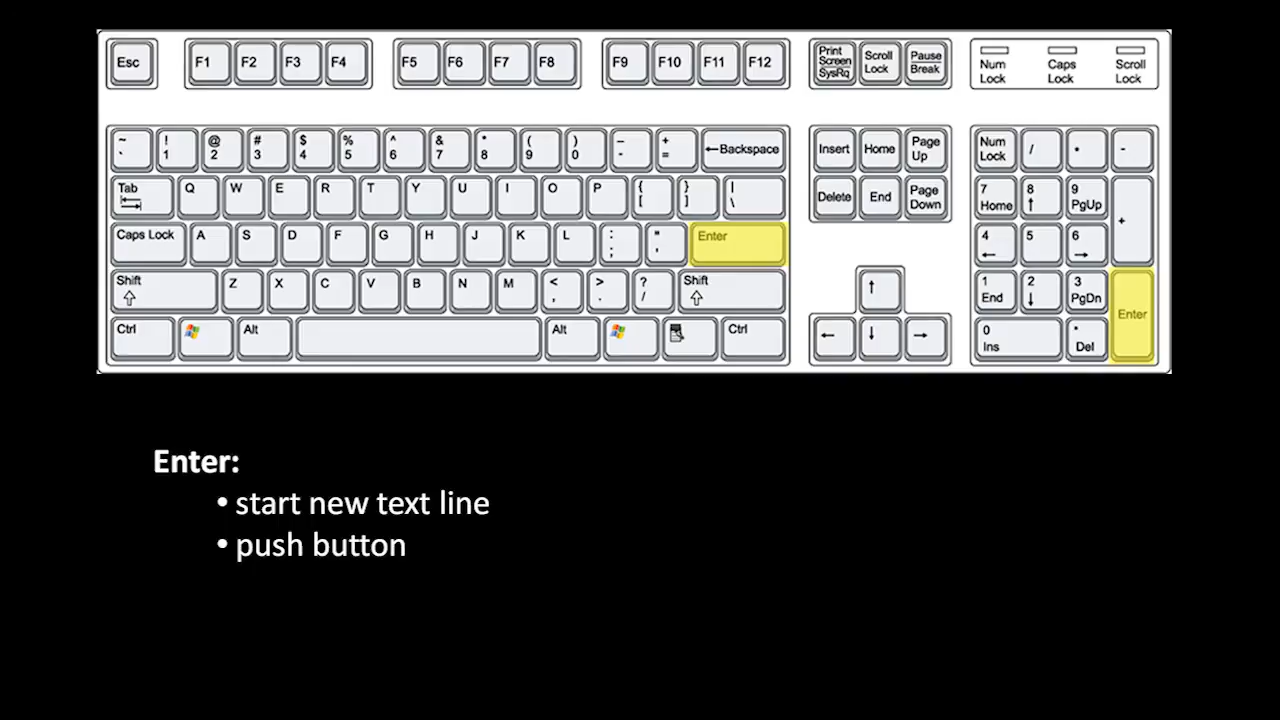 Esc F1 F2 F3 F4 F5 F6 F7 F8 F9 F10 F11 F12 Print Screen SysRq Scroll Lock Pause Break Num Lock Caps Lock Scroll Lock
~ ` ! 1 @ 2 # 3 $ 4 % 5 ^ 6 & 7 * 8 ( 9 ) 0 – - + = ←Backspace Insert Home Page Up Num Lock / * -
Tab Q W E R T Y U I O P { [ } ] | \ Delete End Page Down 7 Home 8 ↑ 9 PgUp +
Caps Lock A S D F G H J K L : ; " ' Enter 4 ← 5 6 →
Shift Z X C V B N M < , > . ? / Shift ↑ 1 End 2 ↓ 3 PgDn Enter
Ctrl Alt Alt Ctrl ← ↓ → 0 Ins . Del
Enter:
• start new text line
• push button